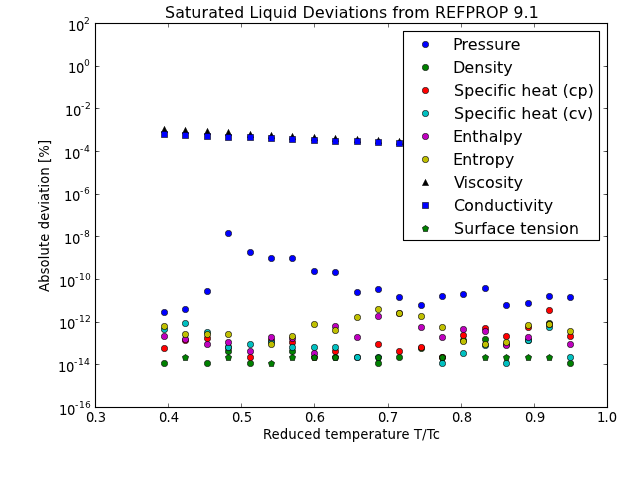 Saturated Liquid Deviations from REFPROP 9.1
Absolute deviation [%]
10^2
10^0
10^-2
10^-4
10^-6
10^-8
10^-10
10^-12
10^-14
10^-16
Pressure
Density
Specific heat (cp)
Specific heat (cv)
Enthalpy
Entropy
Viscosity
Conductivity
Surface tension
0.3 0.4 0.5 0.6 0.7 0.8 0.9 1.0
Reduced temperature T/Tc